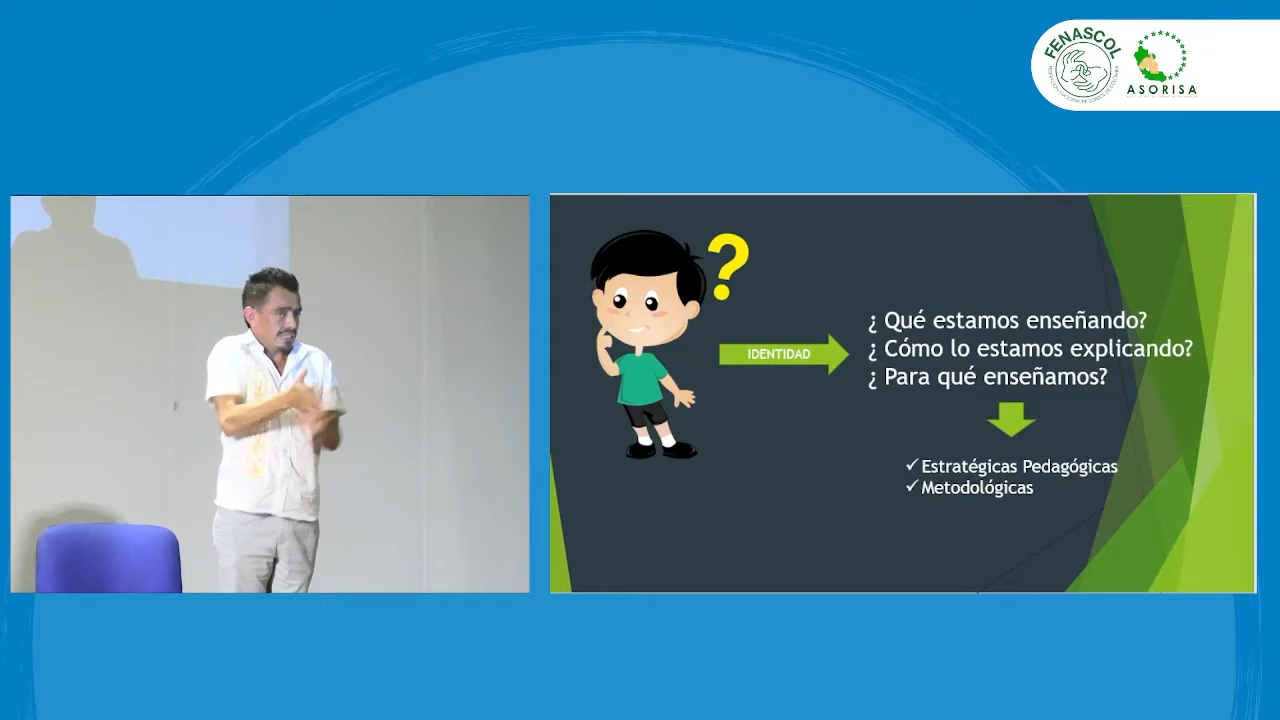 FENASCOL
ASORISA
?
IDENTIDAD
¿ Qué estamos enseñando?
¿ Cómo lo estamos explicando?
¿ Para qué enseñamos?
✓ Estratégicas Pedagógicas
✓ Metodológicas